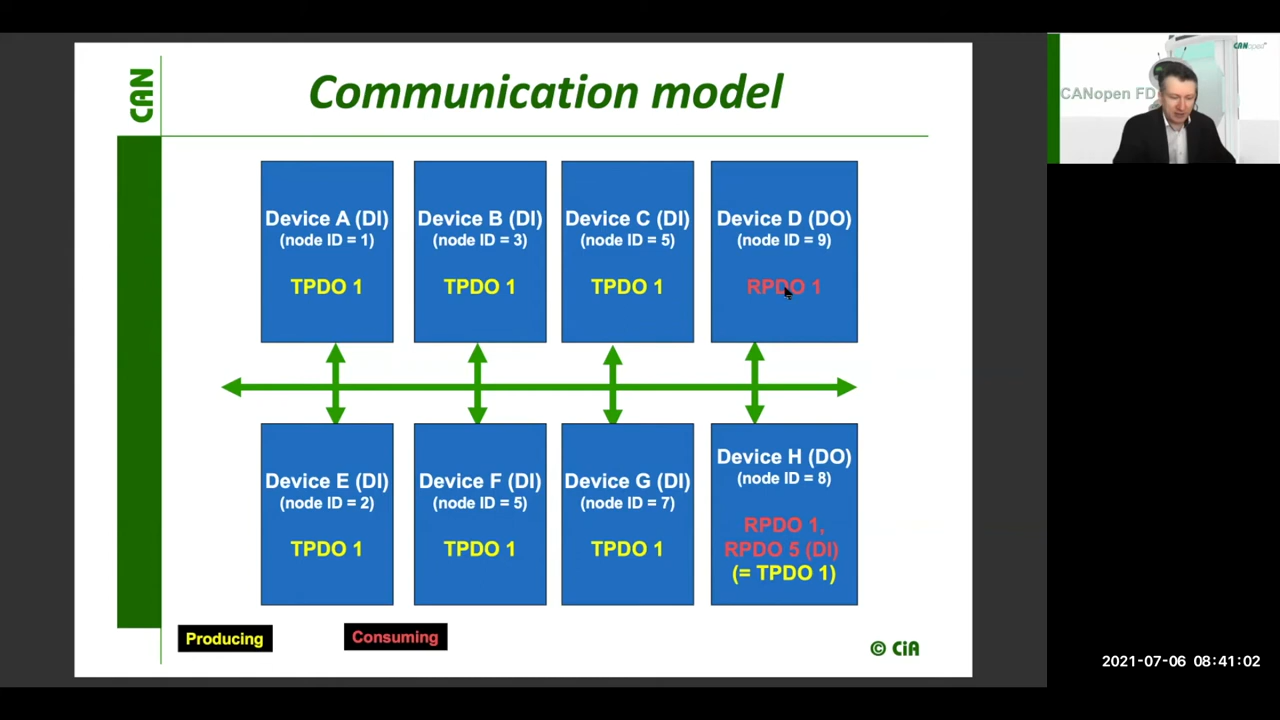 CAN
Communication model
Device A (DI)
(node ID = 1)
TPDO 1
Device B (DI)
(node ID = 3)
TPDO 1
Device C (DI)
(node ID = 5)
TPDO 1
Device D (DO)
(node ID = 9)
RPDO 1
Device E (DI)
(node ID = 2)
TPDO 1
Device F (DI)
(node ID = 5)
TPDO 1
Device G (DI)
(node ID = 7)
TPDO 1
Device H (DO)
(node ID = 8)
RPDO 1,
RPDO 5 (DI)
(= TPDO 1)
Producing
Consuming
© CiA
CANopen
CANopen FD
2021-07-06 08:41:02